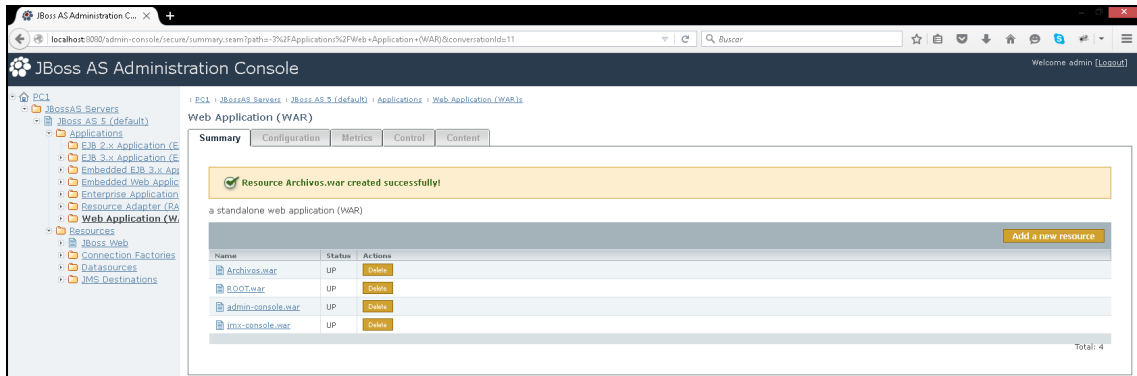 JBoss AS Administration C...
localhost:8080/admin-console/secure/summary.seam?path=-3%2FApplications%2FWeb+Application+(WAR)&conversationId=11
Buscar
JBoss AS Administration Console
Welcome admin [Logout]
PC1
JBossAS Servers
JBoss AS 5 (default)
Applications
EJB 2.x Application (E
EJB 3.x Application (E
Embedded EJB 3.x App
Embedded Web Applic
Enterprise Application
Resource Adapter (RA
Web Application (WA
Resources
JBoss Web
Connection Factories
Datasources
JMS Destinations
PC1 JBossAS Servers JBoss AS 5 (default) Applications Web Application (WAR)s
Web Application (WAR)
Summary Configuration Metrics Control Content
Resource Archivos.war created successfully!
a standalone web application (WAR)
Add a new resource
Name Status Actions
Archivos.war UP Delete
ROOT.war UP Delete
admin-console.war UP Delete
jmx-console.war UP Delete
Total: 4